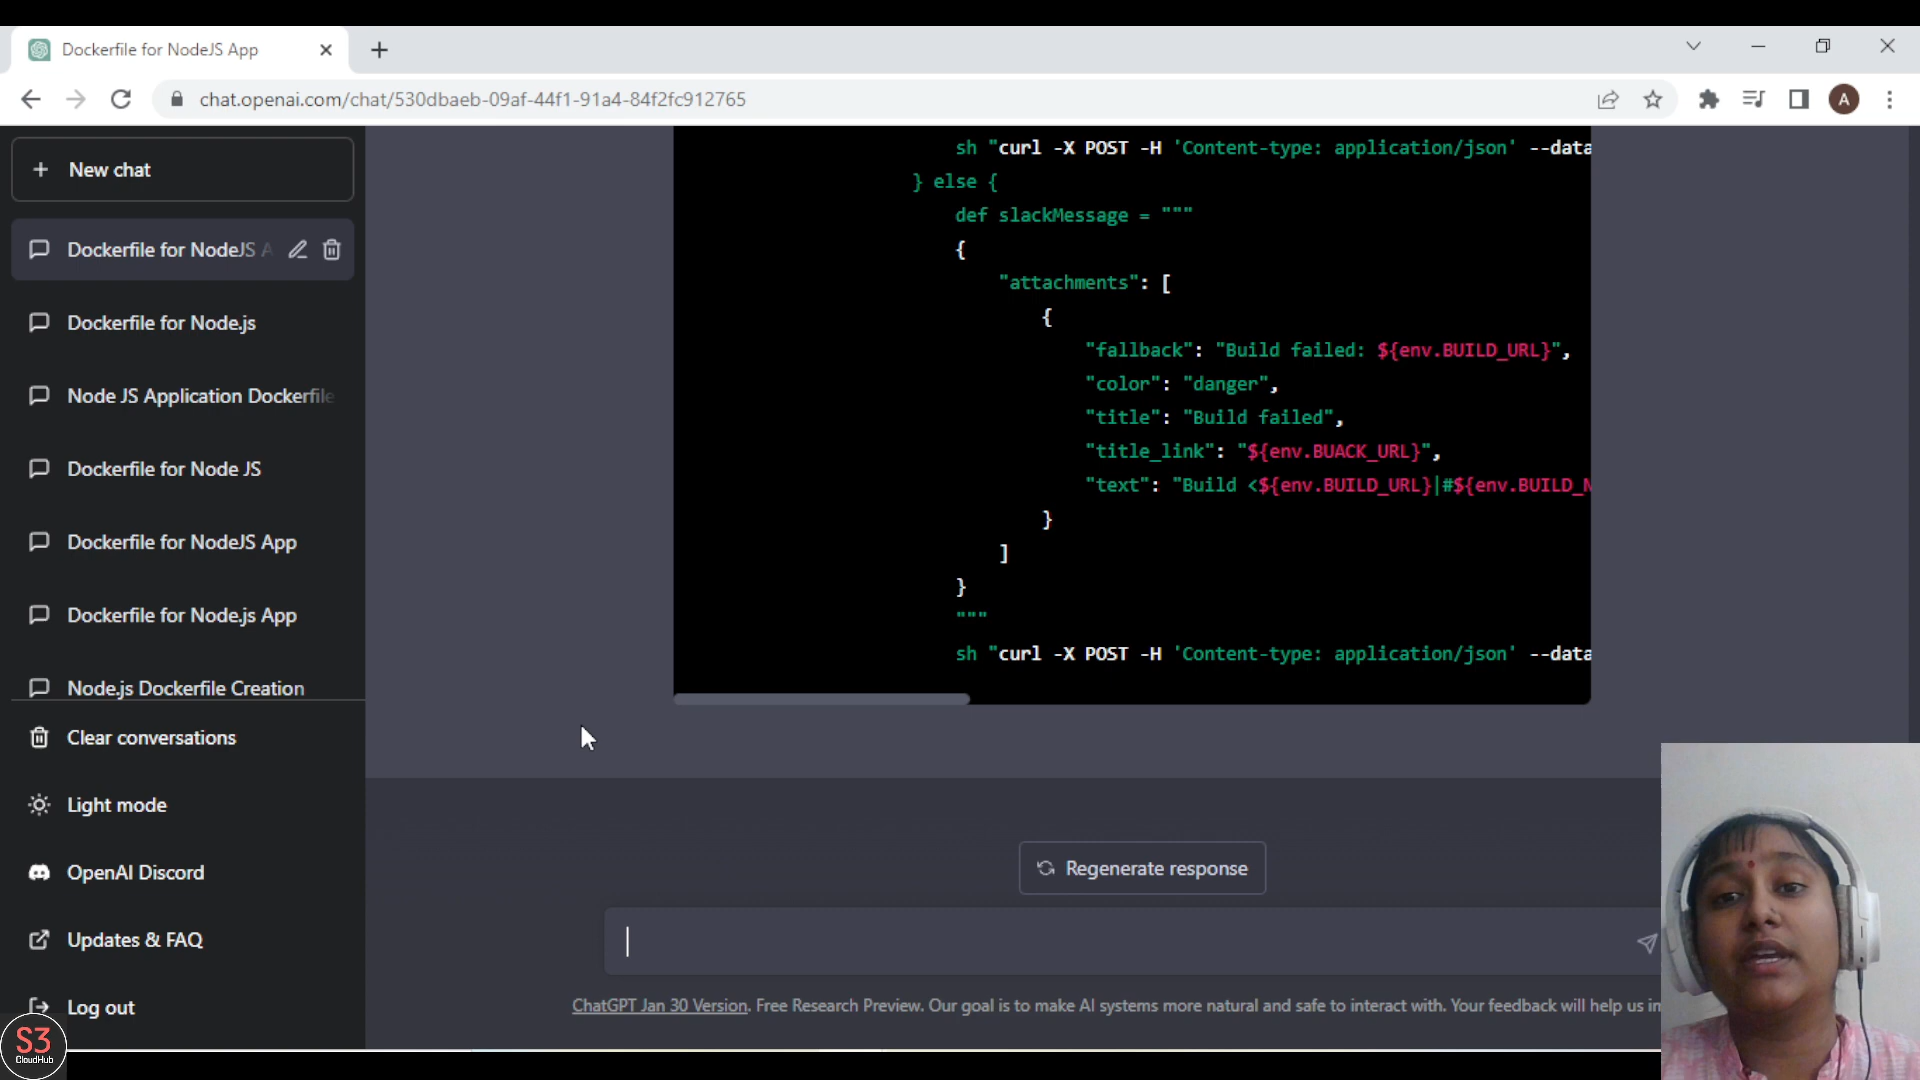 Dockerfile for NodeJS App
chat.openai.com/chat/530dbaeb-09af-44f1-91a4-84f2fc912765
A
New chat
Dockerfile for NodeJS A
Dockerfile for Node.js
Node JS Application Dockerfile
Dockerfile for Node JS
Dockerfile for NodeJS App
Dockerfile for Node.js App
Node.js Dockerfile Creation
Clear conversations
Light mode
OpenAI Discord
Updates & FAQ
Log out
S3
CloudHub
sh "curl -X POST -H 'Content-type: application/json' --data
} else {
def slackMessage = """
{
"attachments": [
{
"fallback": "Build failed: ${env.BUILD_URL}",
"color": "danger",
"title": "Build failed",
"title_link": "${env.BUACK_URL}",
"text": "Build <${env.BUILD_URL}|#${env.BUILD_N
}
]
}
"""
sh "curl -X POST -H 'Content-type: application/json' --data
Regenerate response
ChatGPT Jan 30 Version. Free Research Preview. Our goal is to make AI systems more natural and safe to interact with. Your feedback will help us im